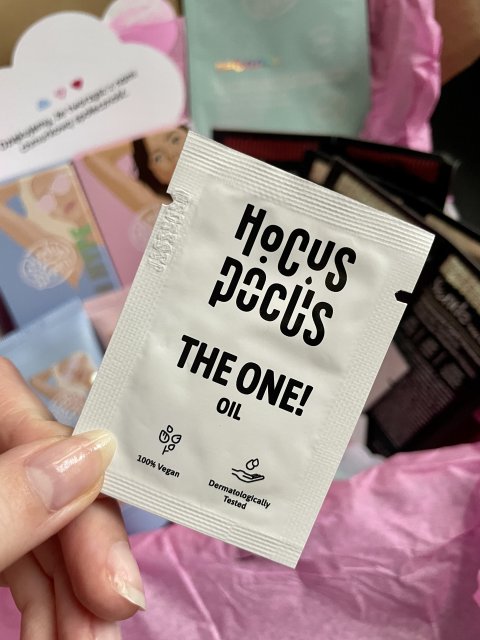 HOCUS
POCUS
THE ONE!
OIL
100% Vegan
Dermatologically
Tested